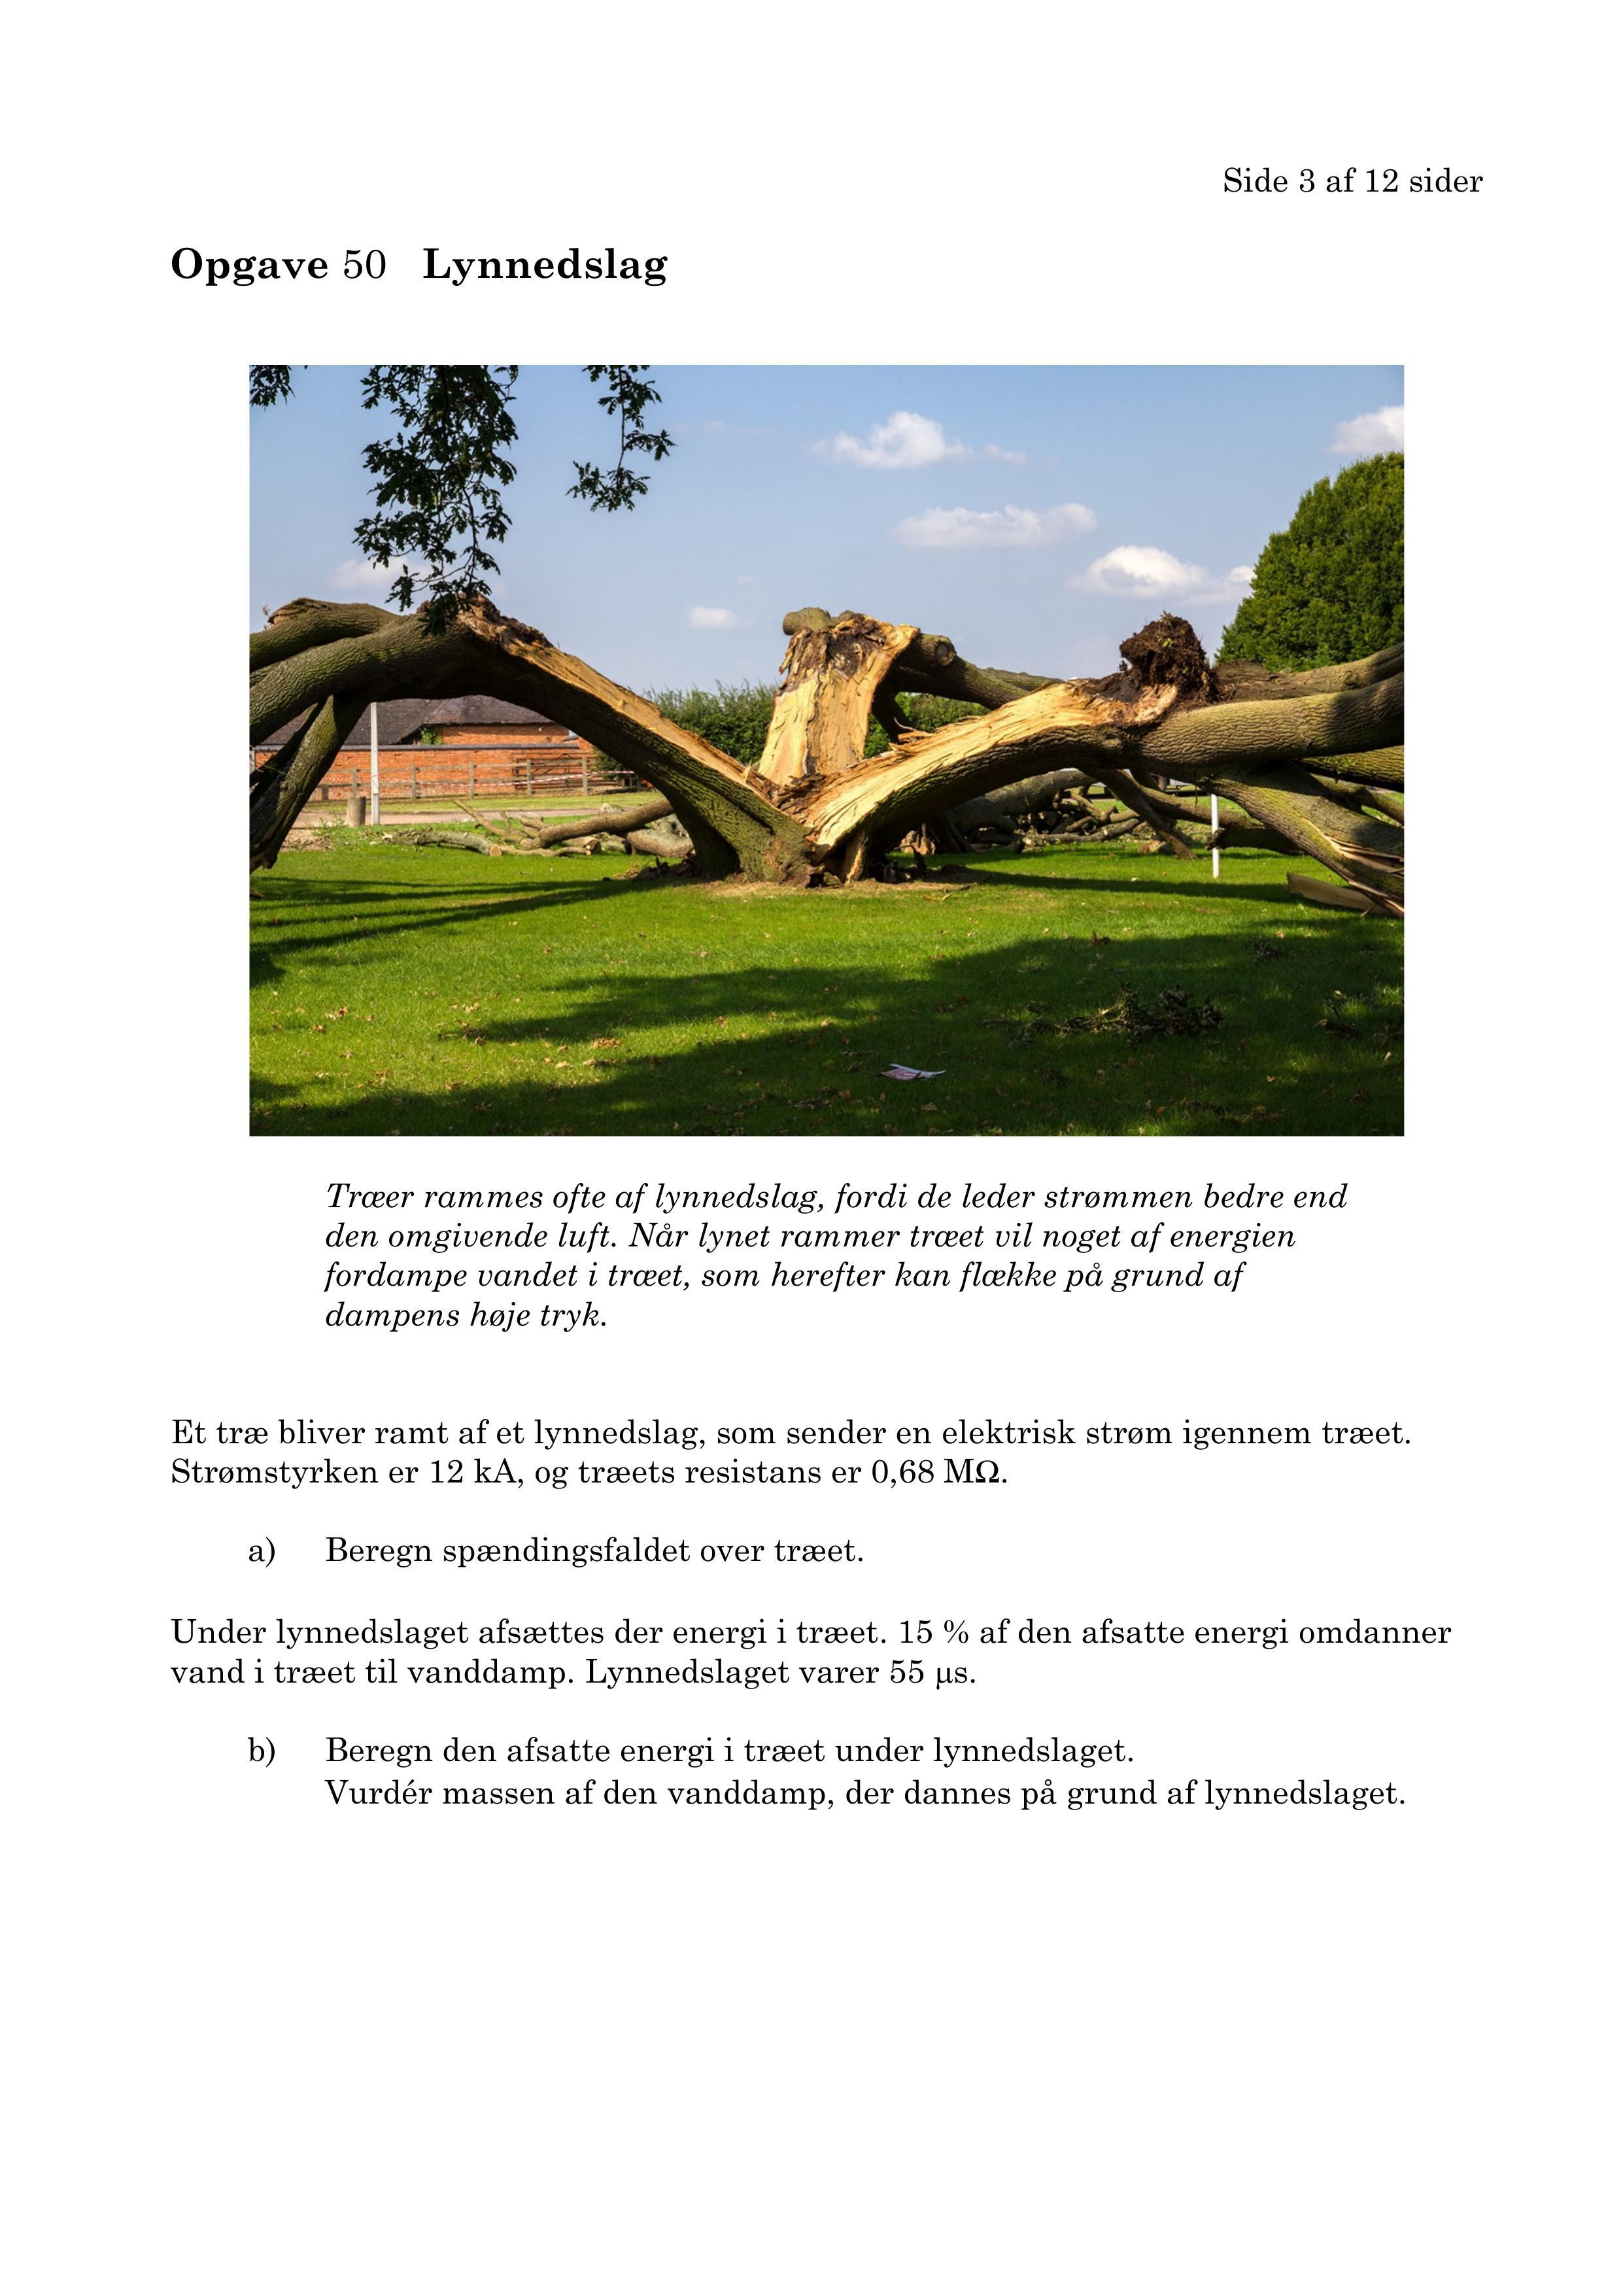 Side 3 af 12 sider
Opgave 50 Lynnedslag
Træer rammes ofte af lynnedslag, fordi de leder strømmen bedre end
den omgivende luft. Når lynet rammer træet vil noget af energien
fordampe vandet i træet, som herefter kan flække på grund af
dampens høje tryk.
Et træ bliver ramt af et lynnedslag, som sender en elektrisk strøm igennem træet.
Strømstyrken er 12 kA, og træets resistans er 0,68 MΩ.
a) Beregn spændingsfaldet over træet.
Under lynnedslaget afsættes der energi i træet. 15 % af den afsatte energi omdanner
vand i træet til vanddamp. Lynnedslaget varer 55 µs.
b) Beregn den afsatte energi i træet under lynnedslaget.
Vurdér massen af den vanddamp, der dannes på grund af lynnedslaget.